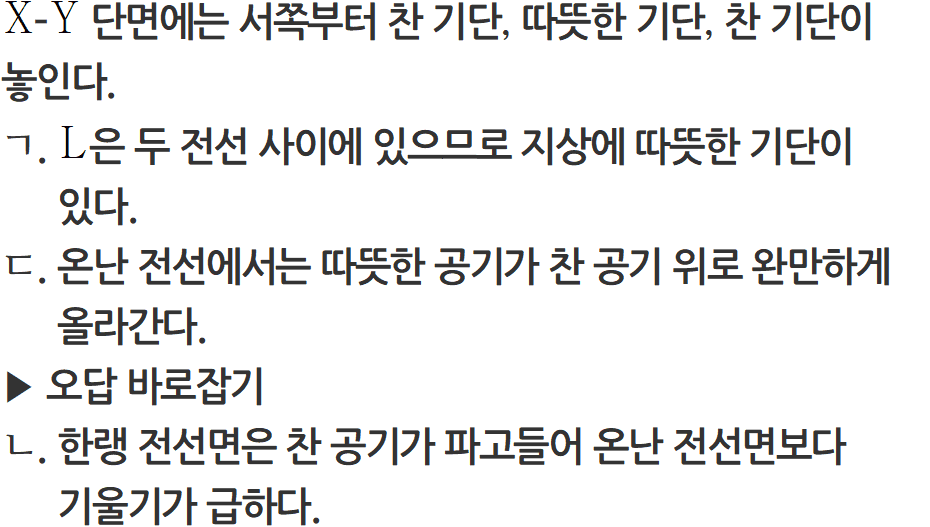 X-Y 단면에는 서쪽부터 찬 기단, 따뜻한 기단, 찬 기단이
놓인다.
ㄱ. L은 두 전선 사이에 있으므로 지상에 따뜻한 기단이
있다.
ㄷ. 온난 전선에서는 따뜻한 공기가 찬 공기 위로 완만하게
올라간다.
▶ 오답 바로잡기
ㄴ. 한랭 전선면은 찬 공기가 파고들어 온난 전선면보다
기울기가 급하다.